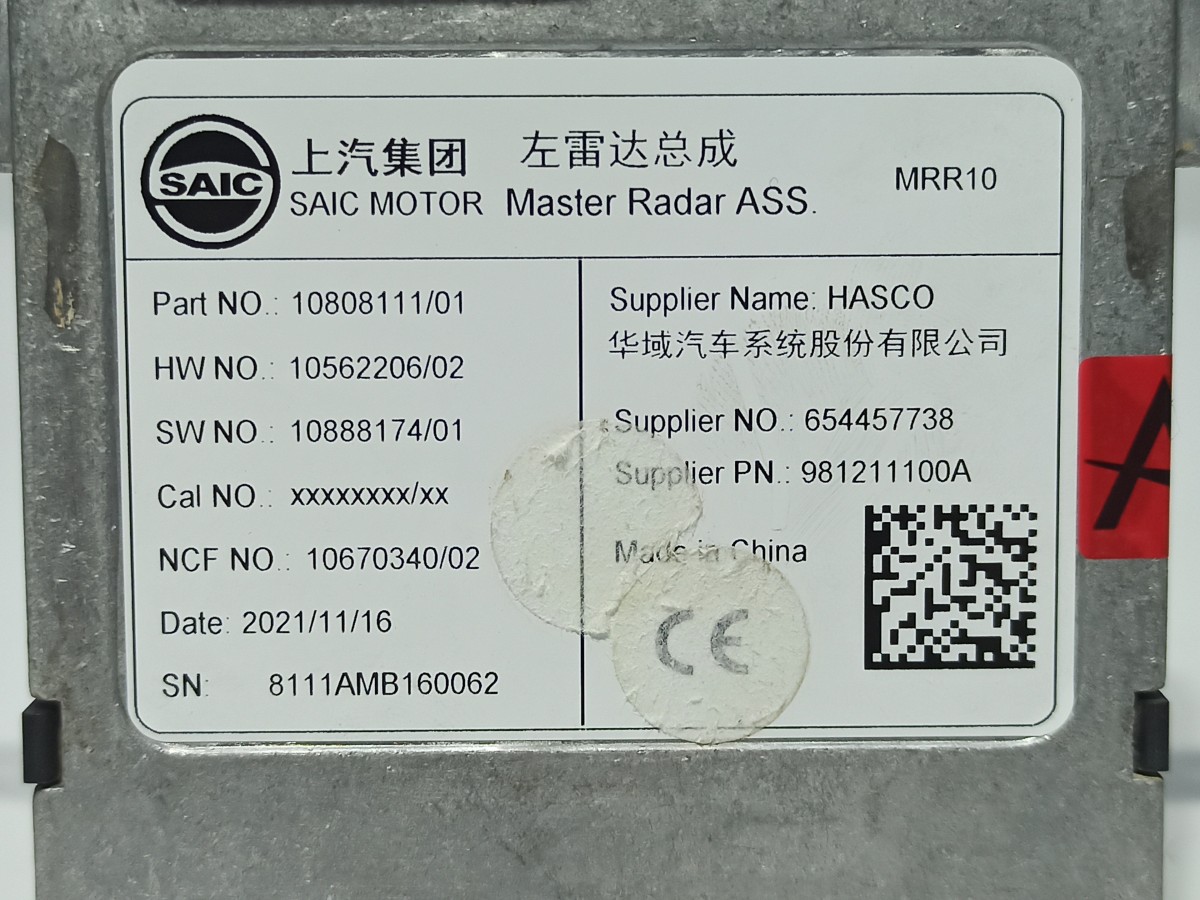 SAIC
上汽集团
SAIC MOTOR
左雷达总成
Master Radar ASS.
MRR10
Part NO.: 10808111/01
HW NO.: 10562206/02
SW NO.: 10888174/01
Cal NO.: xxxxxxxx/xx
NCF NO.: 10670340/02
Date: 2021/11/16
SN: 8111AMB160062
Supplier Name: HASCO
华域汽车系统股份有限公司
Supplier NO.: 654457738
Supplier PN.: 981211100A
Made in China
CE
A